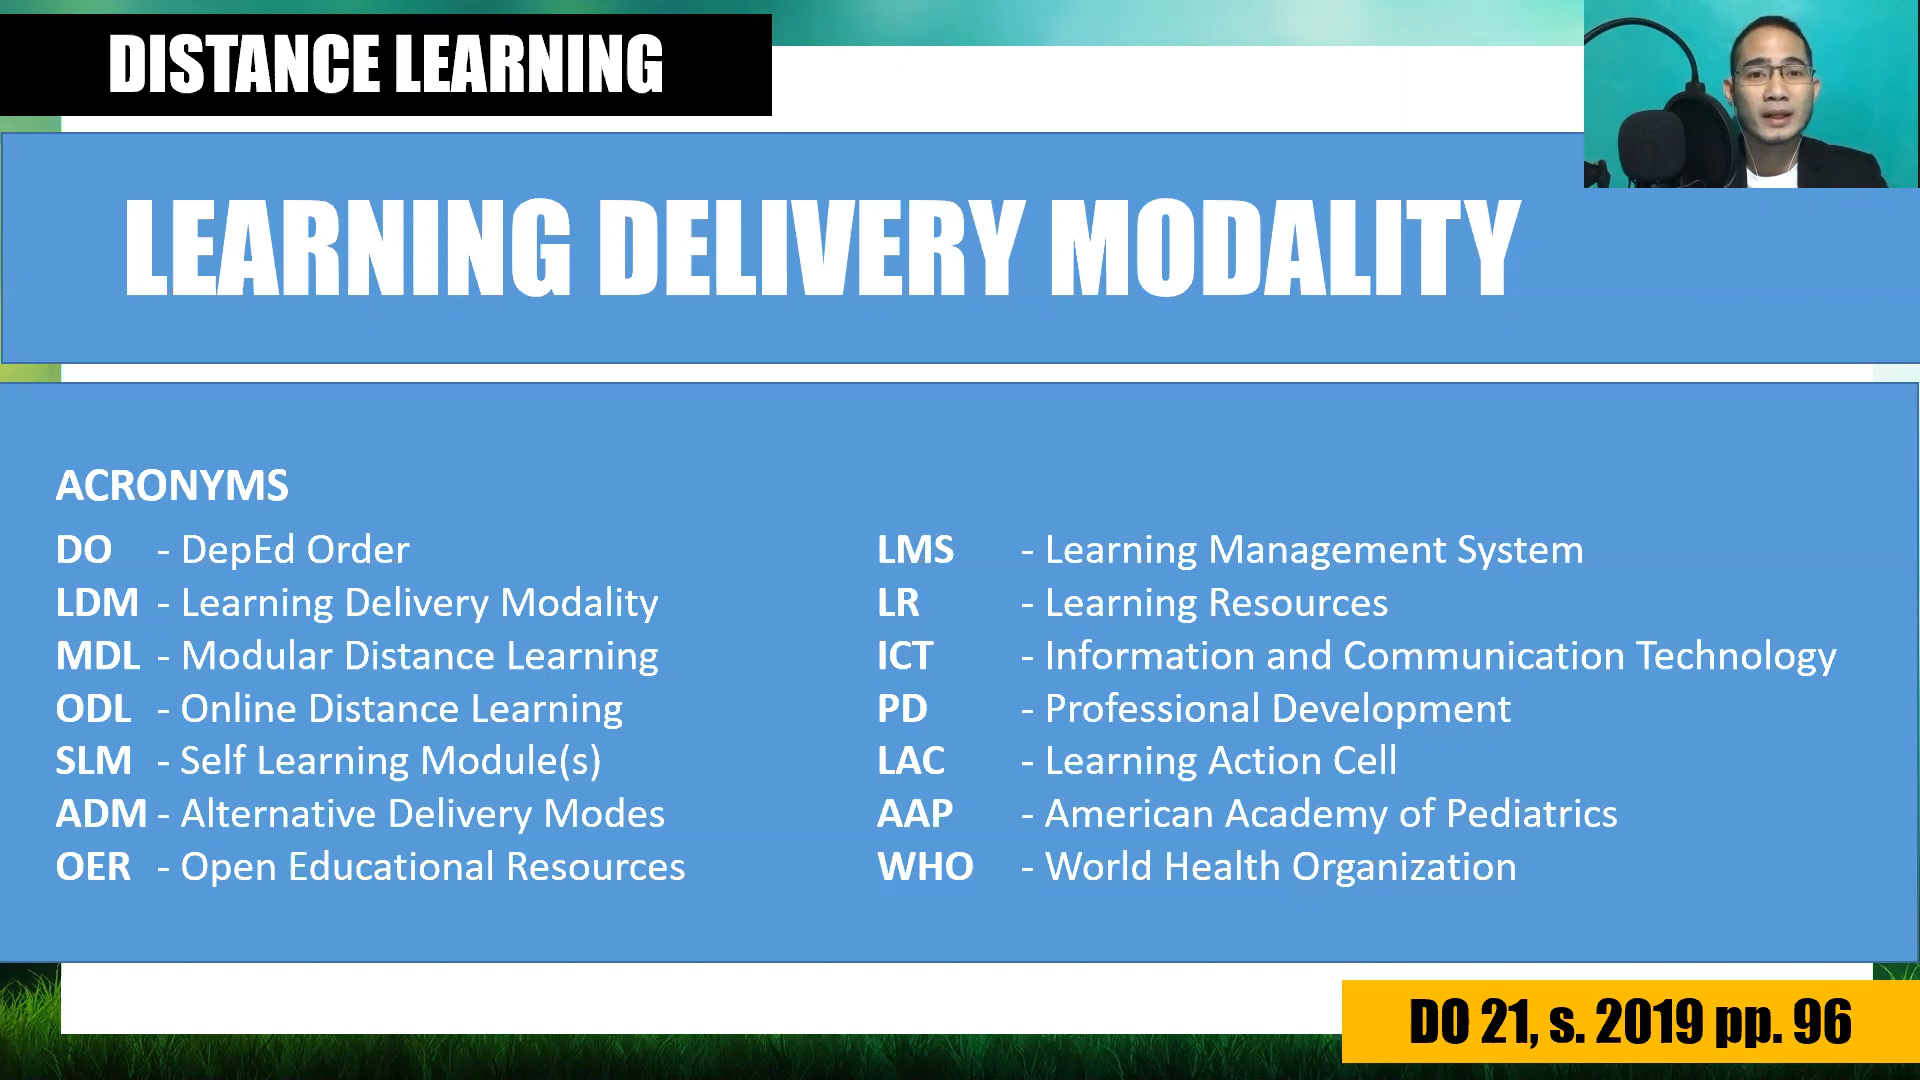 DISTANCE LEARNING
LEARNING DELIVERY MODALITY
ACRONYMS
DO - DepEd Order
LDM - Learning Delivery Modality
MDL - Modular Distance Learning
ODL - Online Distance Learning
SLM - Self Learning Module(s)
ADM - Alternative Delivery Modes
OER - Open Educational Resources
LMS - Learning Management System
LR - Learning Resources
ICT - Information and Communication Technology
PD - Professional Development
LAC - Learning Action Cell
AAP - American Academy of Pediatrics
WHO - World Health Organization
DO 21, s. 2019 pp. 96